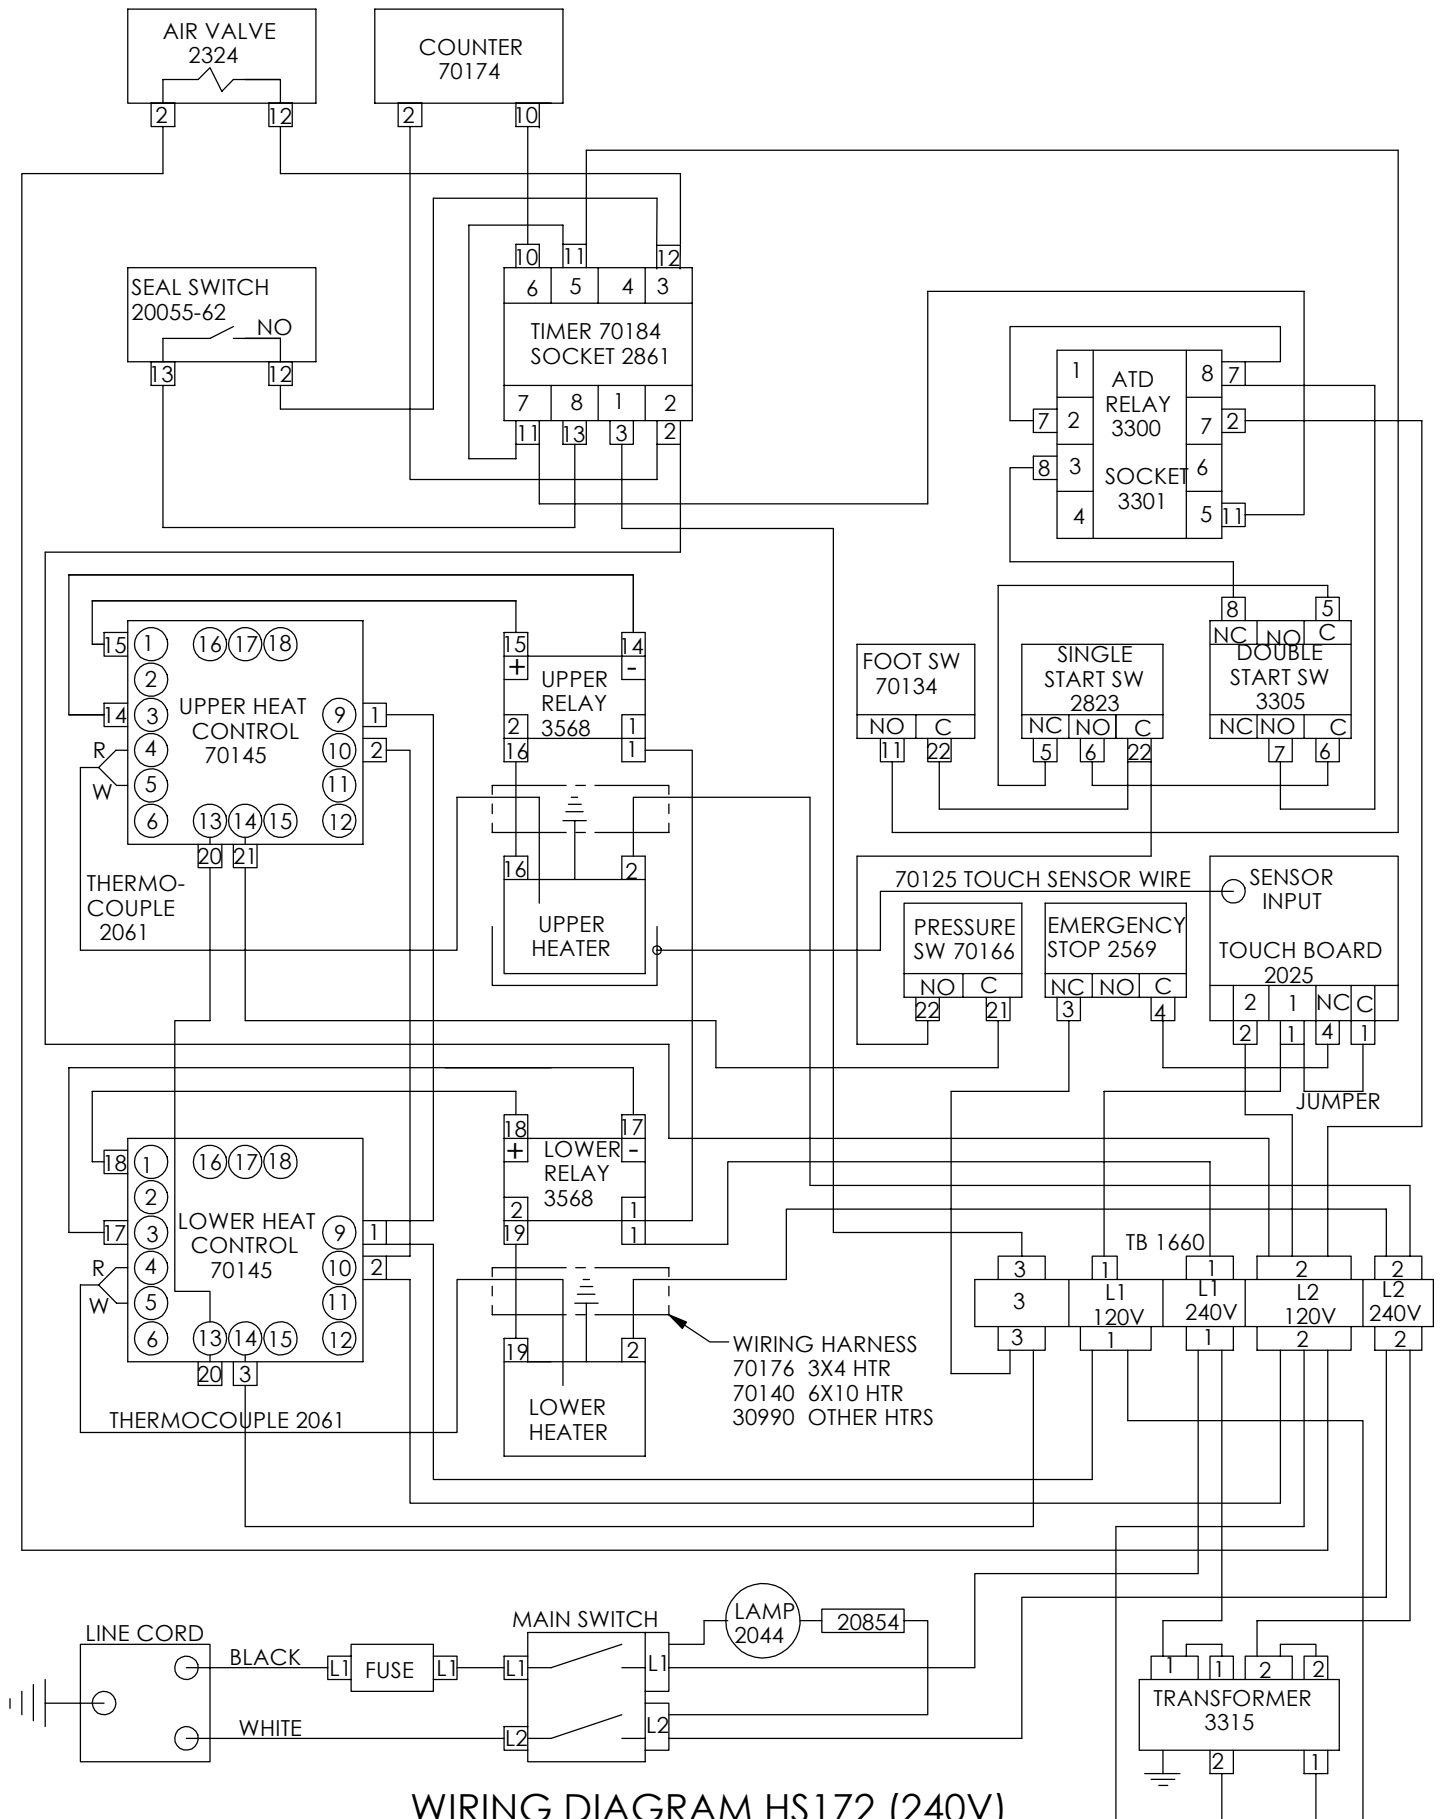 AIR VALVE
2324
2
12
COUNTER
70174
2
10
SEAL SWITCH
20055-62
NO
13
12
10
11
12
6 5 4 3
TIMER 70184
SOCKET 2861
7 8 1 2
11
13
3
2
1
2
3
4
7
8
ATD
RELAY
3300
SOCKET
3301
8
7
6
5
7
2
11
15
14
R
W
1
2
3
4
5
6
16 17 18
UPPER HEAT
CONTROL
70145
9
10
11
12
1
2
13 14 15
20
21
THERMO-
COUPLE
2061
15
14
+
-
UPPER
RELAY
3568
2
1
16
1
16
2
UPPER
HEATER
FOOT SW
70134
NO C
11
22
SINGLE
START SW
2823
NC NO C
5
6
22
8
5
NC NO C
DOUBLE
START SW
3305
NC NO C
7
6
70125 TOUCH SENSOR WIRE
SENSOR
INPUT
TOUCH BOARD
2025
2 1 NC C
2
1
4
1
JUMPER
PRESSURE
SW 70166
NO C
22
21
EMERGENCY
STOP 2569
NC NO C
3
4
18
17
R
W
1
2
3
4
5
6
16 17 18
LOWER HEAT
CONTROL
70145
9
10
11
12
1
2
13 14 15
20
3
THERMOCOUPLE 2061
18
17
+
-
LOWER
RELAY
3568
2
1
19
1
19
2
LOWER
HEATER
WIRING HARNESS
70176 3X4 HTR
70140 6X10 HTR
30990 OTHER HTRS
TB 1660
3
1
1
2
2
3
L1
120V
L1
240V
L2
120V
L2
240V
3
1
1
2
2
LINE CORD
BLACK
WHITE
L1 FUSE L1
MAIN SWITCH
L1
L1
L2
L2
LAMP
2044
20854
1
1
2
2
TRANSFORMER
3315
2
1
WIRING DIAGRAM HS172 (240V)